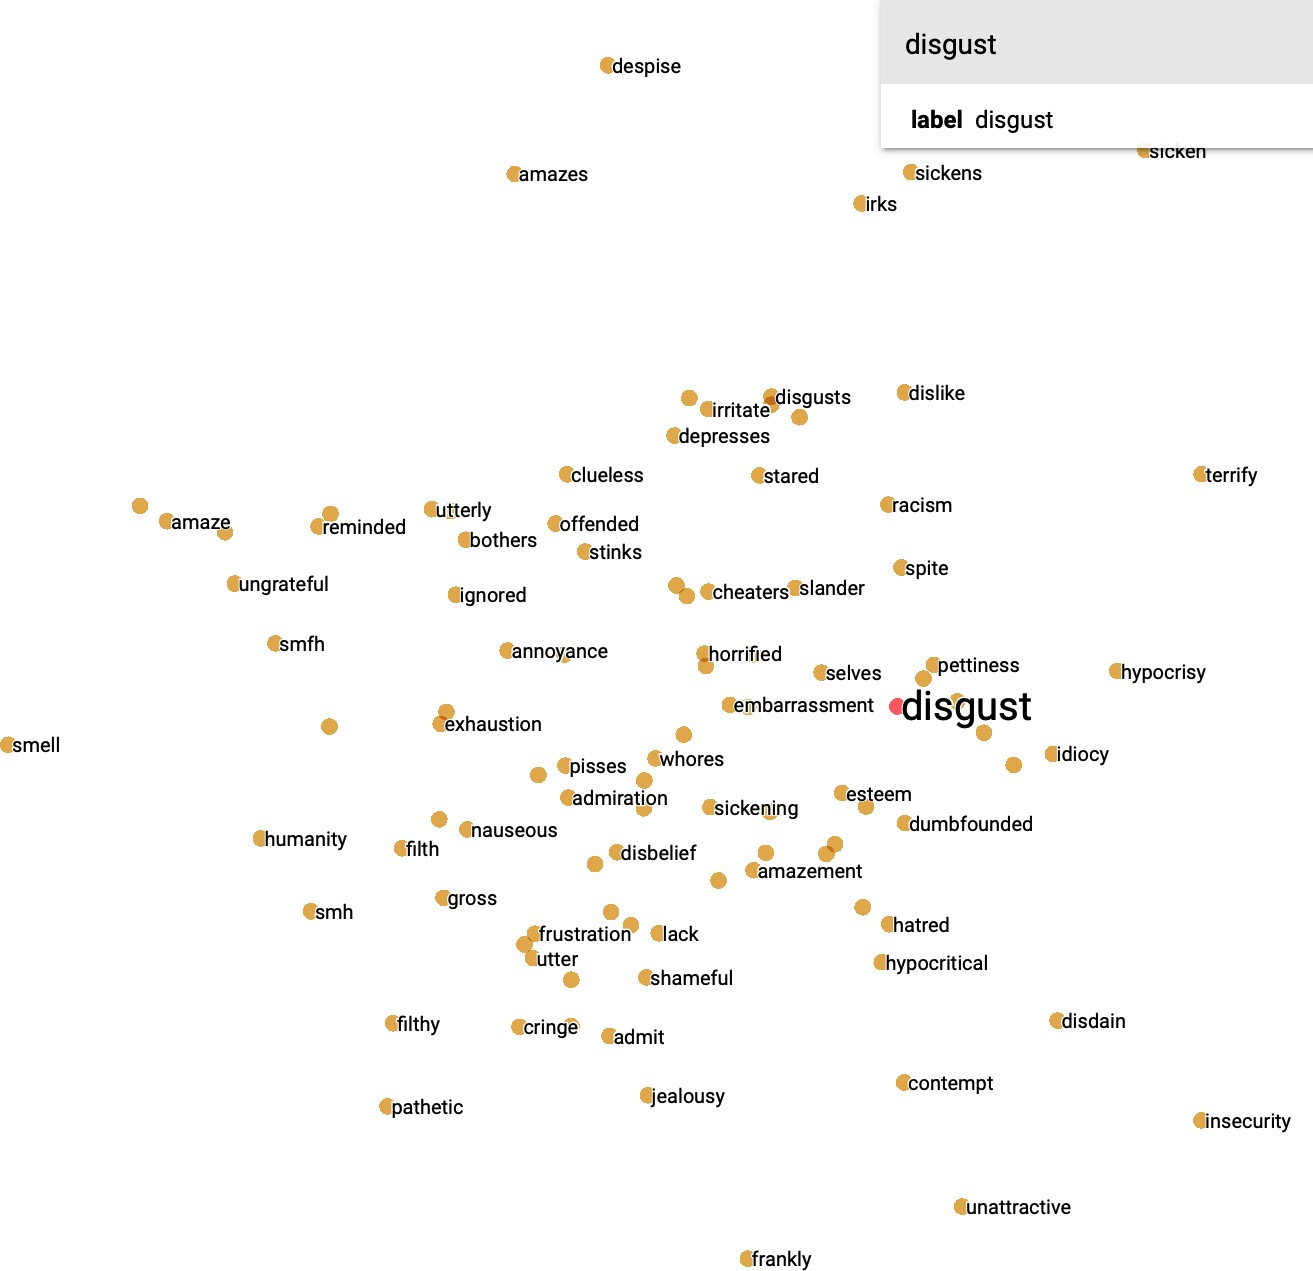 disgust
label disgust
despise
sicken
amazes
sickens
irks
dislike
disgusts
irritate
depresses
clueless
stared
terrify
racism
utterly
amaze
reminded
offended
bothers
stinks
spite
ungrateful
ignored
cheaters
slander
smfh
annoyance
horrified
pettiness
selves
hypocrisy
embarrassment
disgust
exhaustion
smell
idiocy
whores
pisses
esteem
admiration
sickening
dumbfounded
nauseous
humanity
filth
disbelief
amazement
gross
smh
hatred
frustration
lack
utter
hypocritical
shameful
disdain
filthy
cringe
admit
contempt
jealousy
pathetic
insecurity
unattractive
frankly